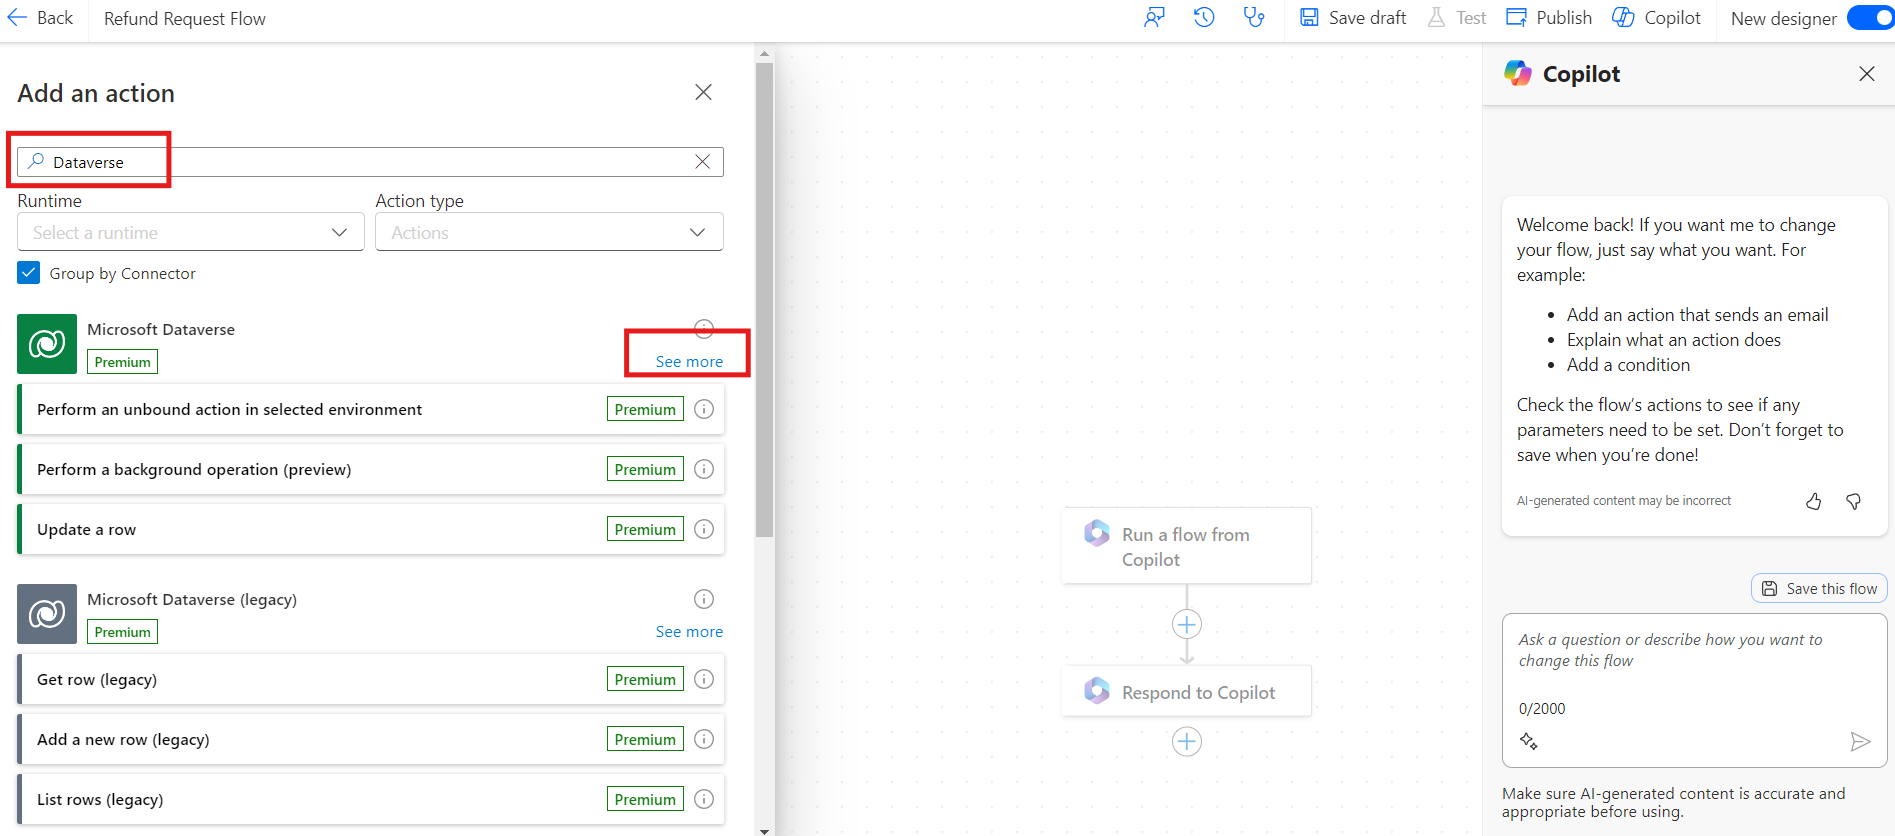 Back
Refund Request Flow
Save draft
Test
Publish
Copilot
New designer
Add an action
Dataverse
Runtime
Action type
Select a runtime
Actions
Group by Connector
Microsoft Dataverse
Premium
See more
Perform an unbound action in selected environment
Premium
Perform a background operation (preview)
Premium
Update a row
Premium
Microsoft Dataverse (legacy)
Premium
See more
Get row (legacy)
Premium
Add a new row (legacy)
Premium
List rows (legacy)
Premium
Run a flow from
Copilot
Respond to Copilot
Copilot
Welcome back! If you want me to change
your flow, just say what you want. For
example:
• Add an action that sends an email
• Explain what an action does
• Add a condition
Check the flow's actions to see if any
parameters need to be set. Don't forget to
save when you're done!
AI-generated content may be incorrect
Save this flow
Ask a question or describe how you want to
change this flow
0/2000
Make sure AI-generated content is accurate and
appropriate before using.